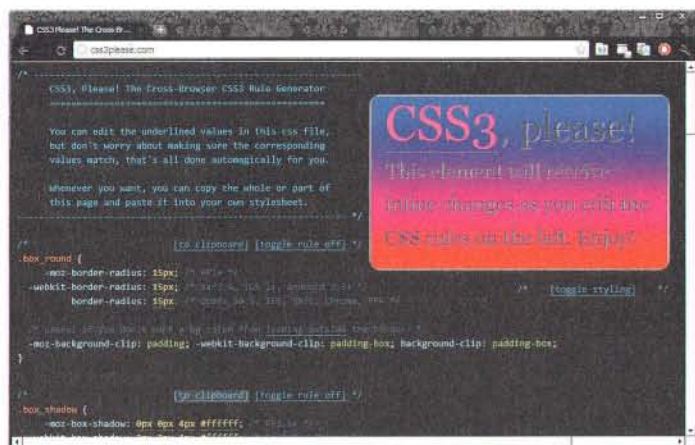 CSS3 Please! The Cross-Br...
css3please.com
/*
CSS3, Please! The Cross-Browser CSS3 Rule Generator
You can edit the underlined values in this css file,
but don't worry about making sure the corresponding
values match, that's all done automagically for you.
Whenever you want, you can copy the whole or part of
this page and paste it into your own stylesheet.
*/
CSS3, please!
This element will receive
inline changes as you edit the
CSS rules on the left. Enjoy!
/* [toggle styling] */
/* [to clipboard] [toggle rule off] */
.box_round {
-moz-border-radius: 15px;
-webkit-border-radius: 15px;
border-radius: 15px;
-moz-background-clip: padding; -webkit-background-clip: padding-box; background-clip: padding-box;
}
/* [to clipboard] [toggle rule off] */
.box_shadow {
-moz-box-shadow: 0px 0px 4px #ffffff;